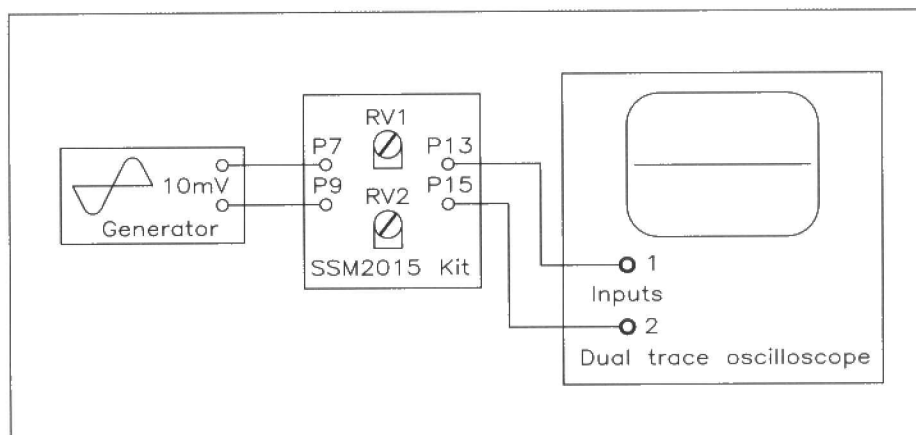 RV1
P7
P13
10mV
P9
P15
RV2
Generator
SSM2015 Kit
1
Inputs
2
Dual trace oscilloscope